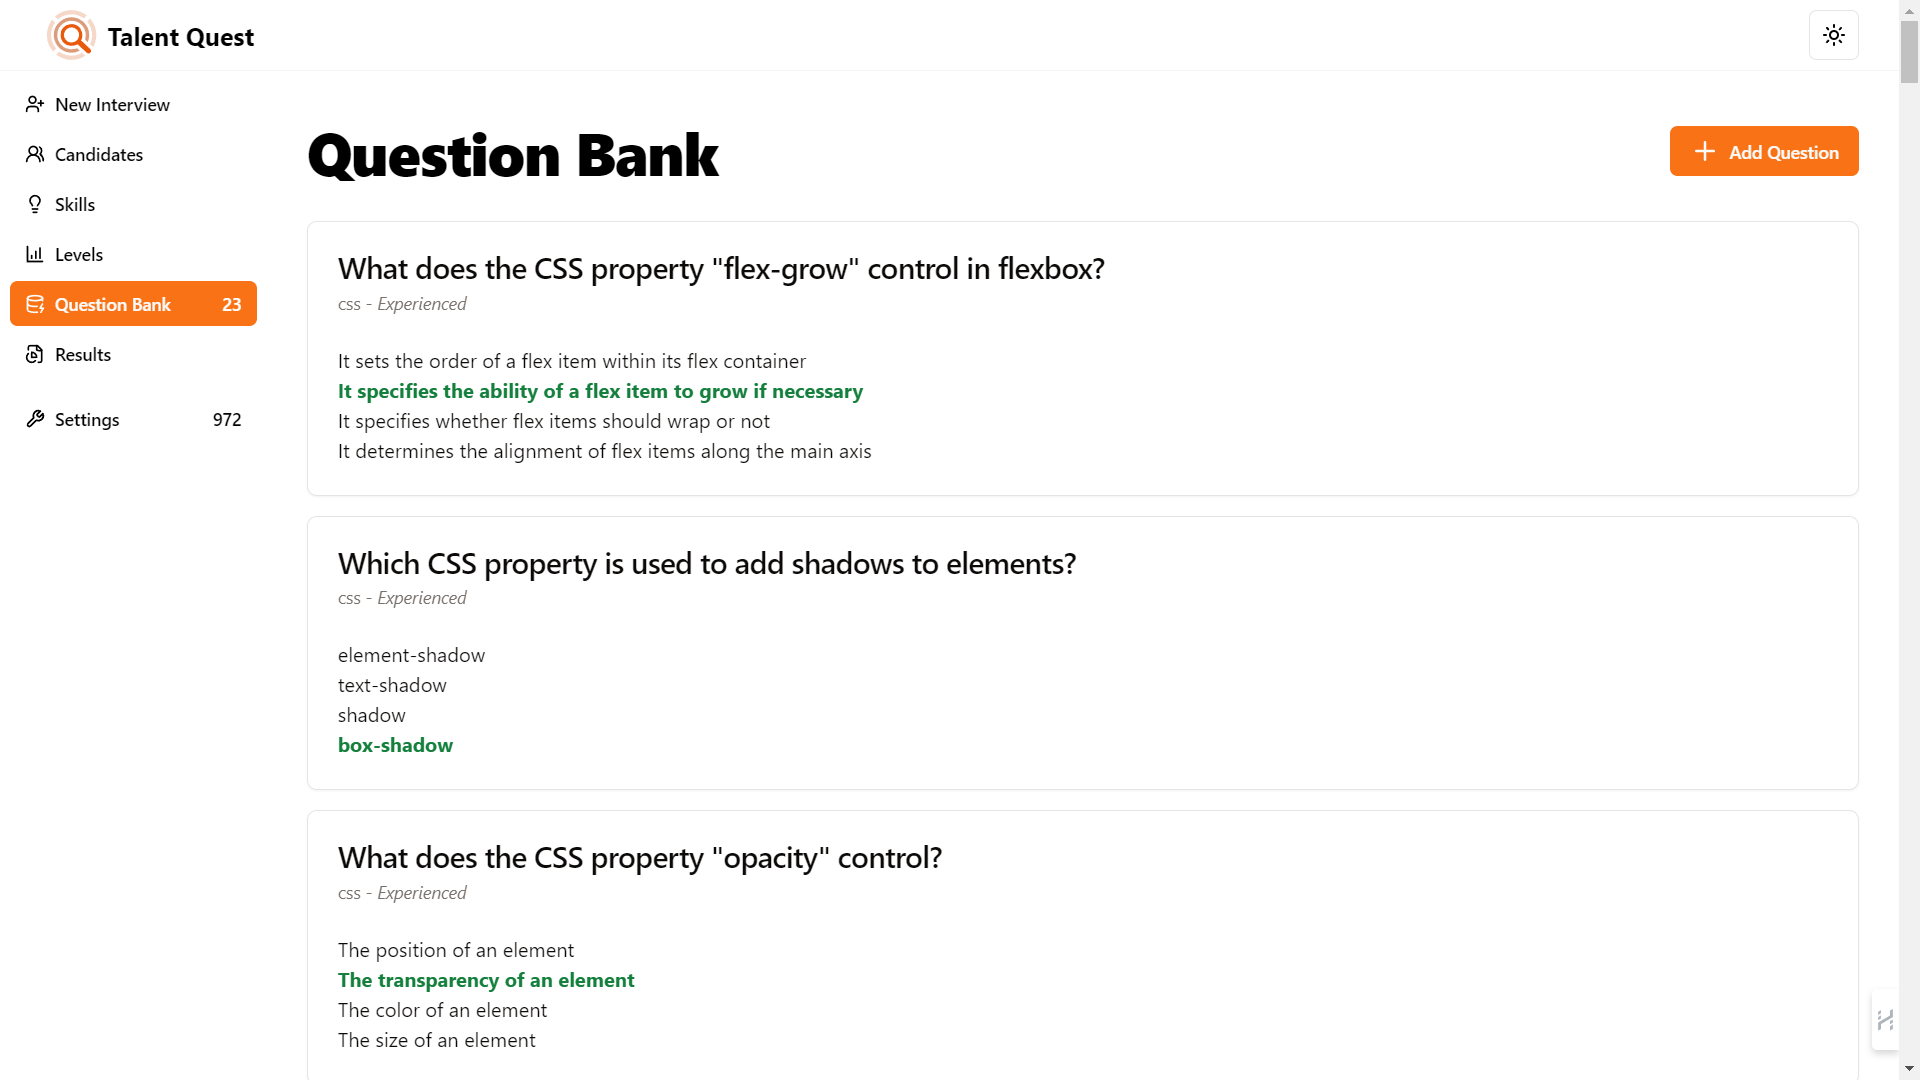 Talent Quest
New Interview
Candidates
Skills
Levels
Question Bank 23
Results
Settings 972
Question Bank
Add Question
What does the CSS property "flex-grow" control in flexbox?
css - Experienced
It sets the order of a flex item within its flex container
It specifies the ability of a flex item to grow if necessary
It specifies whether flex items should wrap or not
It determines the alignment of flex items along the main axis
Which CSS property is used to add shadows to elements?
css - Experienced
element-shadow
text-shadow
shadow
box-shadow
What does the CSS property "opacity" control?
css - Experienced
The position of an element
The transparency of an element
The color of an element
The size of an element